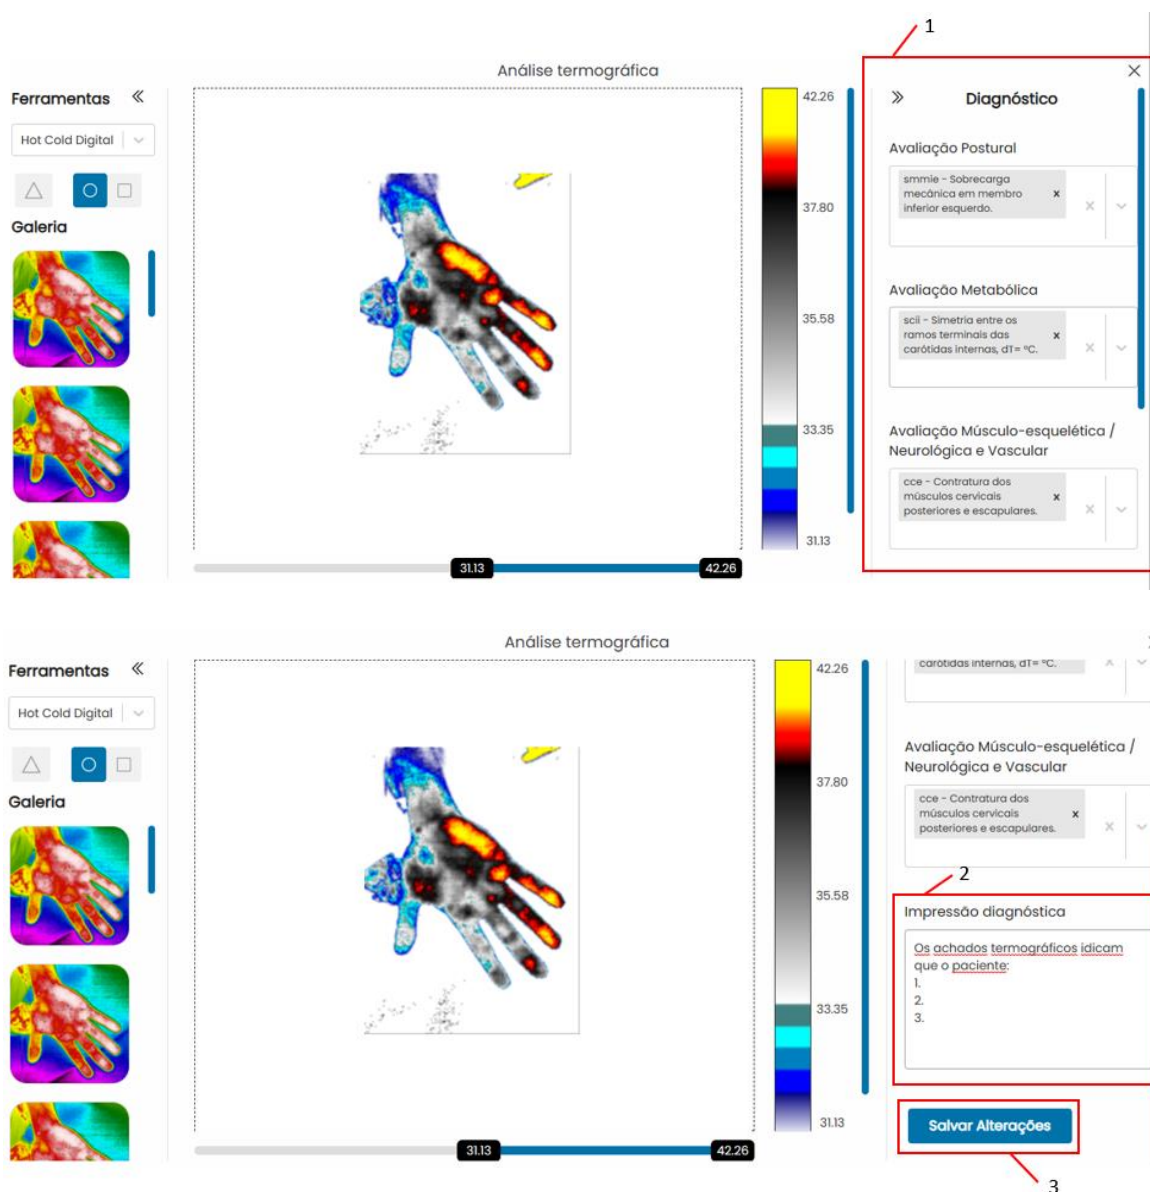 1
Análise termográfica
Ferramentas
Hot Cold Digital
Galeria
42.26
37.80
35.58
33.35
31.13
31.13
42.26
Diagnóstico
Avaliação Postural
smmie - Sobrecarga
mecânica em membro
inferior esquerdo.
x
Avaliação Metabólica
scii - Simetria entre os
ramos terminais das
carótidas internas, dT= ºC.
x
Avaliação Músculo-esquelética /
Neurológica e Vascular
cce - Contratura dos
músculos cervicais
posteriores e escapulares.
x
Análise termográfica
Ferramentas
Hot Cold Digital
Galeria
42.26
37.80
35.58
33.35
31.13
31.13
42.26
carótidas internas, dT= ºC.
Avaliação Músculo-esquelética /
Neurológica e Vascular
cce - Contratura dos
músculos cervicais
posteriores e escapulares.
x
2
Impressão diagnóstica
Os achados termográficos idicam
que o paciente:
1.
2.
3.
Salvar Alterações
3